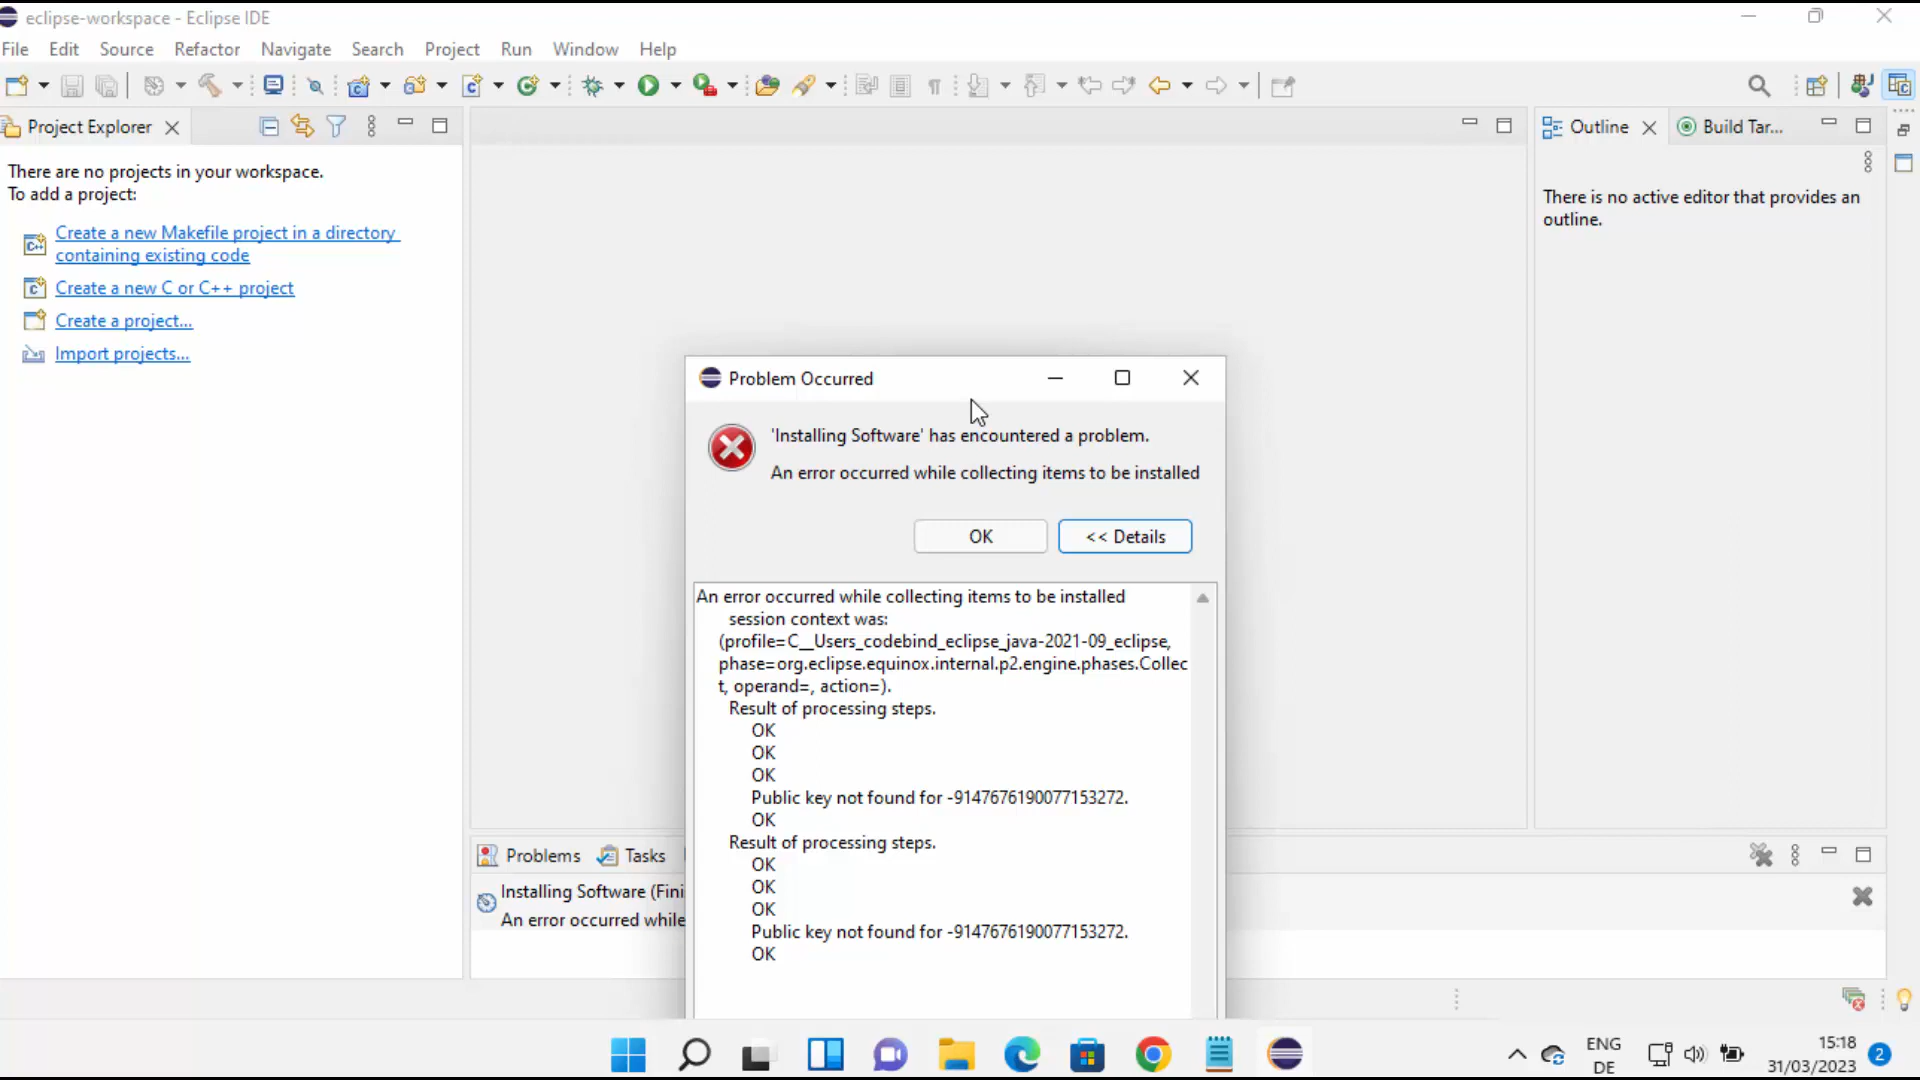 eclipse-workspace - Eclipse IDE
File Edit Source Refactor Navigate Search Project Run Window Help
Project Explorer
There are no projects in your workspace.
To add a project:
Create a new Makefile project in a directory
containing existing code
Create a new C or C++ project
Create a project...
Import projects...
Outline
Build Tar...
There is no active editor that provides an
outline.
Problem Occurred
'Installing Software' has encountered a problem.
An error occurred while collecting items to be installed
OK
<< Details
An error occurred while collecting items to be installed
session context was:
(profile=C__Users_codebind_eclipse_java-2021-09_eclipse,
phase=org.eclipse.equinox.internal.p2.engine.phases.Collec
t, operand=, action=).
Result of processing steps.
OK
OK
OK
Public key not found for -9147676190077153272.
OK
Result of processing steps.
OK
OK
OK
Public key not found for -9147676190077153272.
OK
Problems
Tasks
Installing Software (Fini
An error occurred while
ENG
DE
15:18
31/03/2023
2